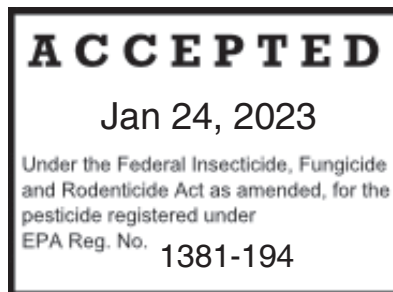 ACCEPTED
Jan 24, 2023
Under the Federal Insecticide, Fungicide
and Rodenticide Act as amended, for the
pesticide registered under
EPA Reg. No. 1381-194